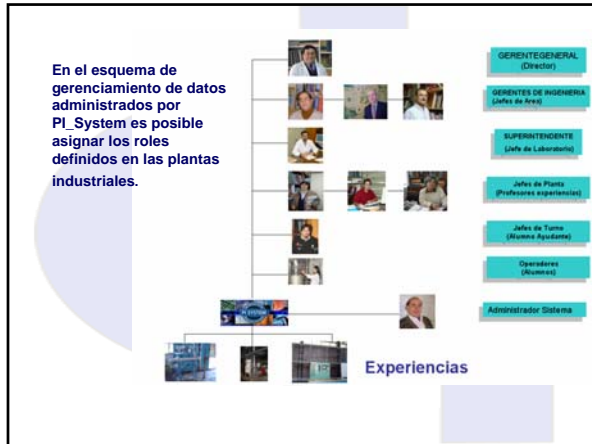 En el esquema de
gerenciamiento de datos
administrados por
PI_System es posible
asignar los roles
definidos en las plantas
industriales.
GERENTEGENERAL
(Director)
GERENTES DE INGENIERIA
(Jefes de Area)
SUPERINTENDENTE
(Jefe de Laboratorio)
Jefes de Planta
(Profesores experiencias)
Jefes de Turno
(Alumno Ayudante)
Operadores
(Alumnos)
PI SYSTEM
Administrador Sistema
Experiencias